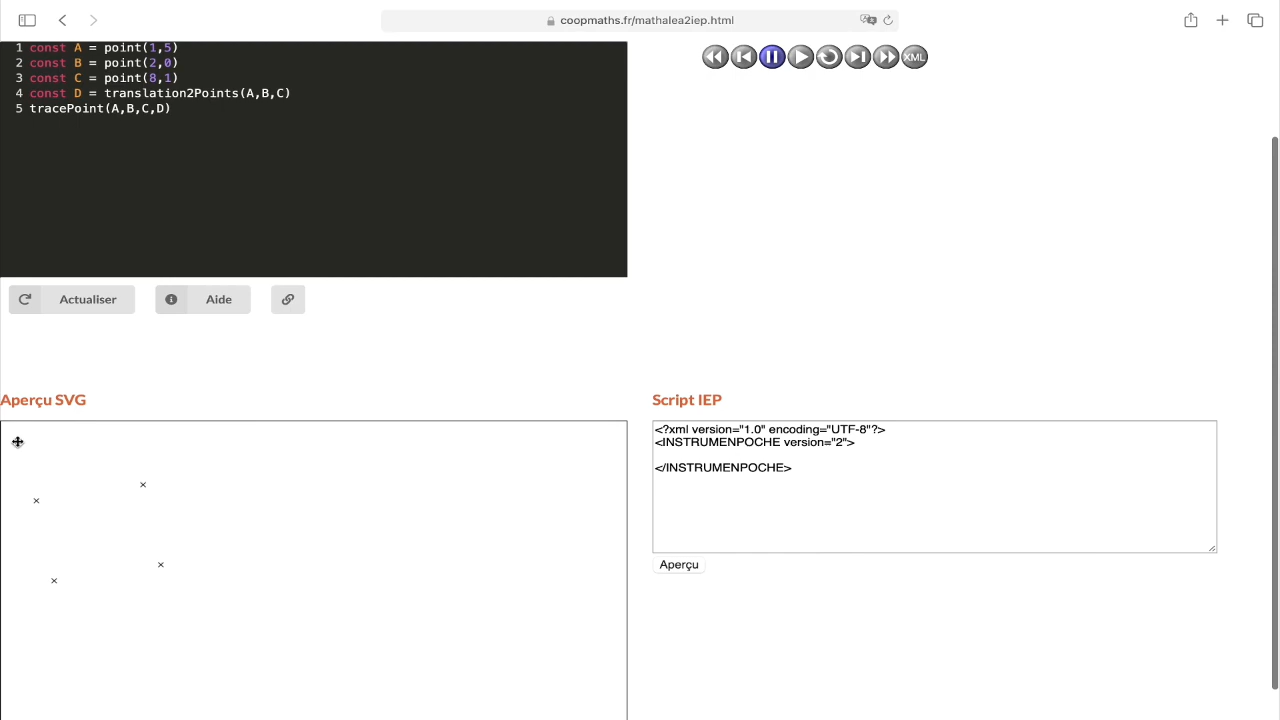 coopmaths.fr/mathalea2iep.html
1 const A = point(1,5)
2 const B = point(2,0)
3 const C = point(8,1)
4 const D = translation2Points(A,B,C)
5 tracePoint(A,B,C,D)
XML
Actualiser
Aide
Aperçu SVG
Script IEP
<?xml version="1.0" encoding="UTF-8"?>
<INSTRUMENPOCHE version="2">
</INSTRUMENPOCHE>
Aperçu